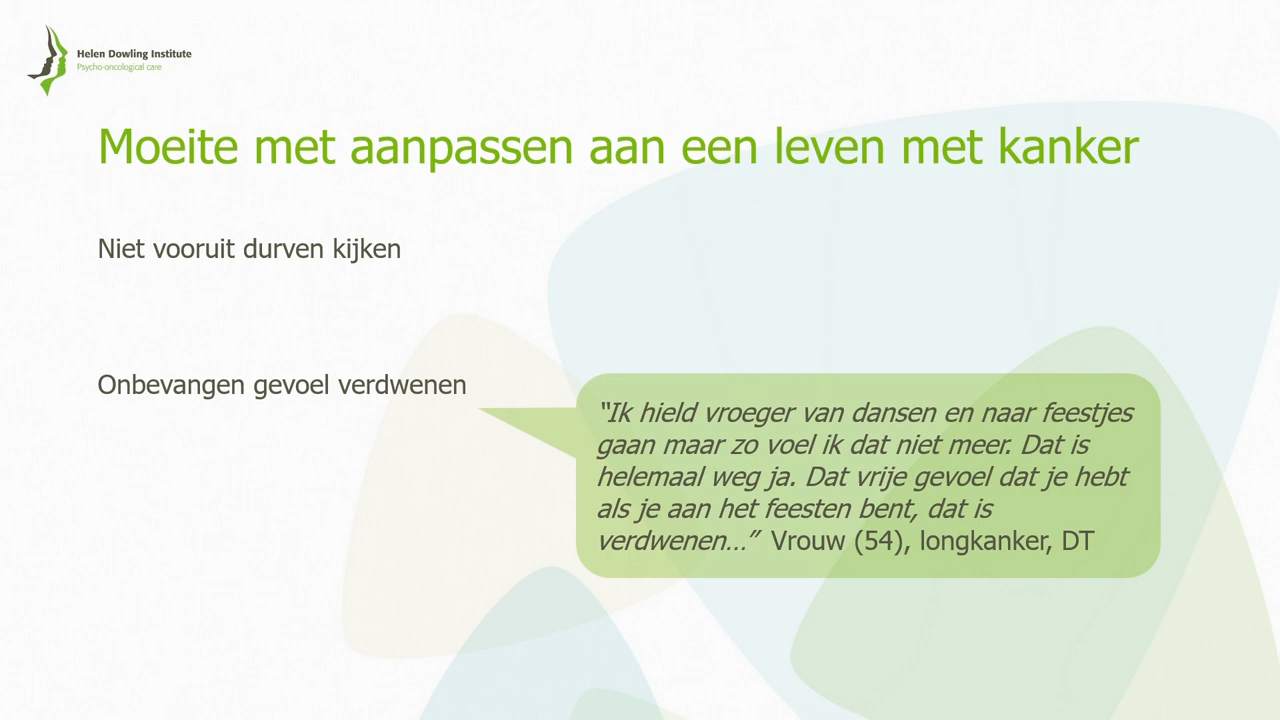 Helen Dowling Institute
Psycho-oncological care
Moeite met aanpassen aan een leven met kanker
Niet vooruit durven kijken
Onbevangen gevoel verdwenen
“Ik hield vroeger van dansen en naar feestjes
gaan maar zo voel ik dat niet meer. Dat is
helemaal weg ja. Dat vrije gevoel dat je hebt
als je aan het feesten bent, dat is
verdwenen…” Vrouw (54), longkanker, DT